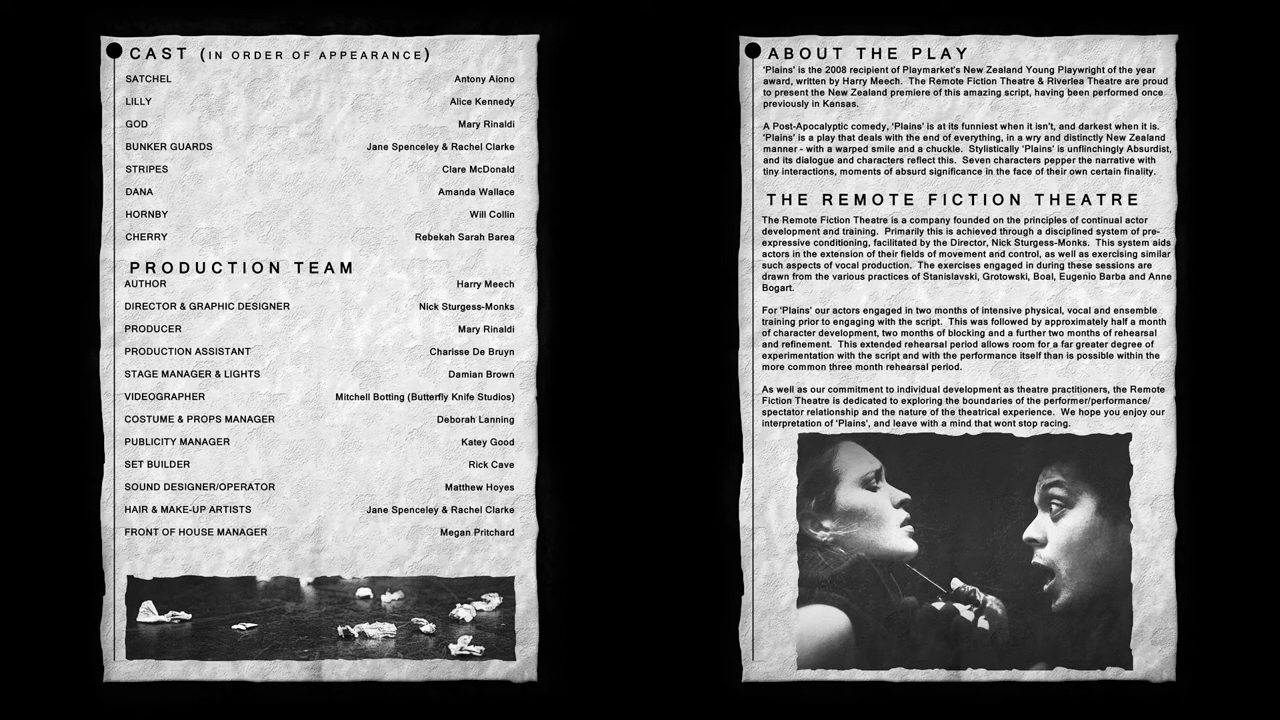 CAST (IN ORDER OF APPEARANCE)
SATCHEL Antony Aiono
LILLY Alice Kennedy
GOD Mary Rinaldi
BUNKER GUARDS Jane Spenceley & Rachel Clarke
STRIPES Clare McDonald
DANA Amanda Wallace
HORNBY Will Collin
CHERRY Rebekah Sarah Barea
PRODUCTION TEAM
AUTHOR Harry Meech
DIRECTOR & GRAPHIC DESIGNER Nick Sturgess-Monks
PRODUCER Mary Rinaldi
PRODUCTION ASSISTANT Charisse De Bruyn
STAGE MANAGER & LIGHTS Damian Brown
VIDEOGRAPHER Mitchell Botting (Butterfly Knife Studios)
COSTUME & PROPS MANAGER Deborah Lanning
PUBLICITY MANAGER Katey Good
SET BUILDER Rick Cave
SOUND DESIGNER/OPERATOR Matthew Hoyes
HAIR & MAKE-UP ARTISTS Jane Spenceley & Rachel Clarke
FRONT OF HOUSE MANAGER Megan Pritchard
ABOUT THE PLAY
'Plains' is the 2008 recipient of Playmarket's New Zealand Young Playwright of the year
award, written by Harry Meech. The Remote Fiction Theatre & Riverlea Theatre are proud
to present the New Zealand premiere of this amazing script, having been performed once
previously in Kansas.
A Post-Apocalyptic comedy, 'Plains' is at its funniest when it isn't, and darkest when it is.
'Plains' is a play that deals with the end of everything, in a wry and distinctly New Zealand
manner - with a warped smile and a chuckle. Stylistically 'Plains' is unflinchingly Absurdist,
and its dialogue and characters reflect this. Seven characters pepper the narrative with
tiny interactions, moments of absurd significance in the face of their own certain finality.
THE REMOTE FICTION THEATRE
The Remote Fiction Theatre is a company founded on the principles of continual actor
development and training. Primarily this is achieved through a disciplined system of pre-
expressive conditioning, facilitated by the Director, Nick Sturgess-Monks. This system aids
actors in the extension of their fields of movement and control, as well as exercising similar
such aspects of vocal production. The exercises engaged in during these sessions are
drawn from the various practices of Stanislavski, Grotowski, Boal, Eugenio Barba and Anne
Bogart.
For 'Plains' our actors engaged in two months of intensive physical, vocal and ensemble
training prior to engaging with the script. This was followed by approximately half a month
of character development, two months of blocking and a further two months of rehearsal
and refinement. This extended rehearsal period allows room for a far greater degree of
experimentation with the script and with the performance itself than is possible within the
more common three month rehearsal period.
As well as our commitment to individual development as theatre practitioners, the Remote
Fiction Theatre is dedicated to exploring the boundaries of the performer/performance/
spectator relationship and the nature of the theatrical experience. We hope you enjoy our
interpretation of 'Plains', and leave with a mind that wont stop racing.